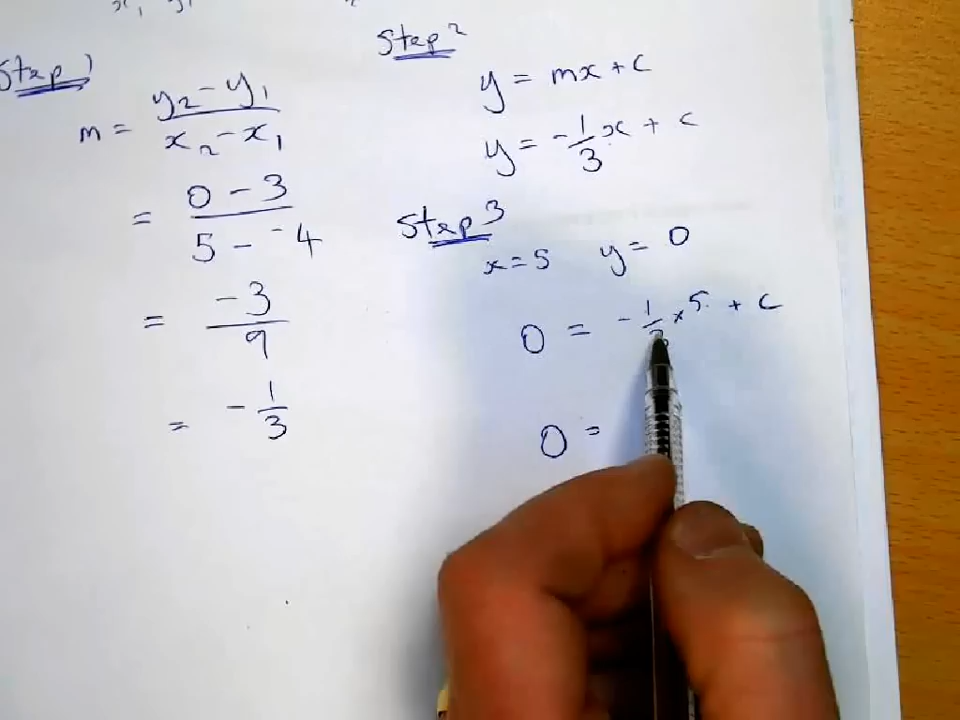 Step 1
m = y₂ - y₁ / x₂ - x₁
= 0 - 3 / 5 - ⁻4
= -3 / 9
= - 1/3
Step 2
y = mx + c
y = - 1/3 x + c
Step 3
x = 5 y = 0
0 = - 1/3 × 5 + c
0 =